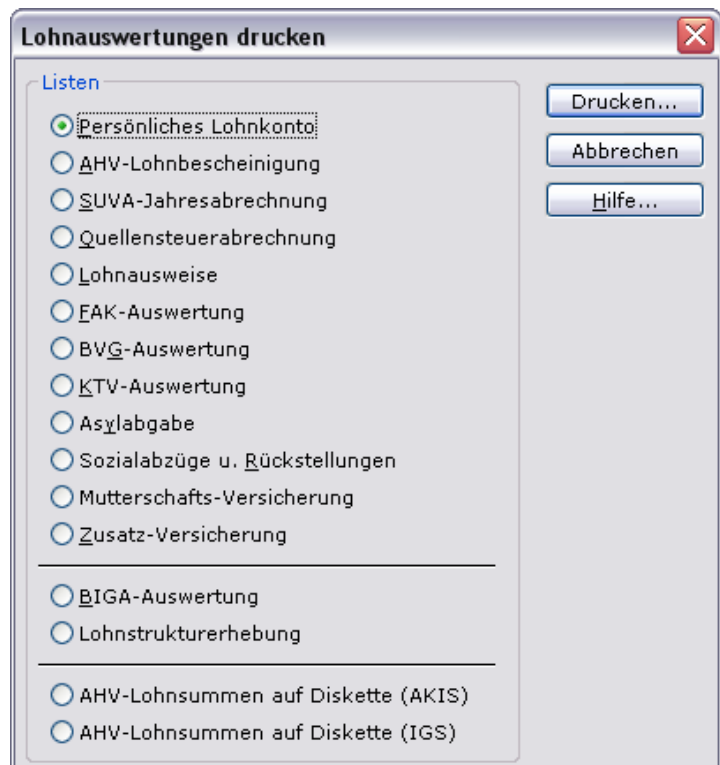 Lohnauswertungen drucken
Listen
Persönliches Lohnkonto
AHV-Lohnbescheinigung
SUVA-Jahresabrechnung
Quellensteuerabrechnung
Lohnausweise
FAK-Auswertung
BVG-Auswertung
KTV-Auswertung
Asylabgabe
Sozialabzüge u. Rückstellungen
Mutterschafts-Versicherung
Zusatz-Versicherung
BIGA-Auswertung
Lohnstrukturerhebung
AHV-Lohnsummen auf Diskette (AKIS)
AHV-Lohnsummen auf Diskette (IGS)
Drucken...
Abbrechen
Hilfe...